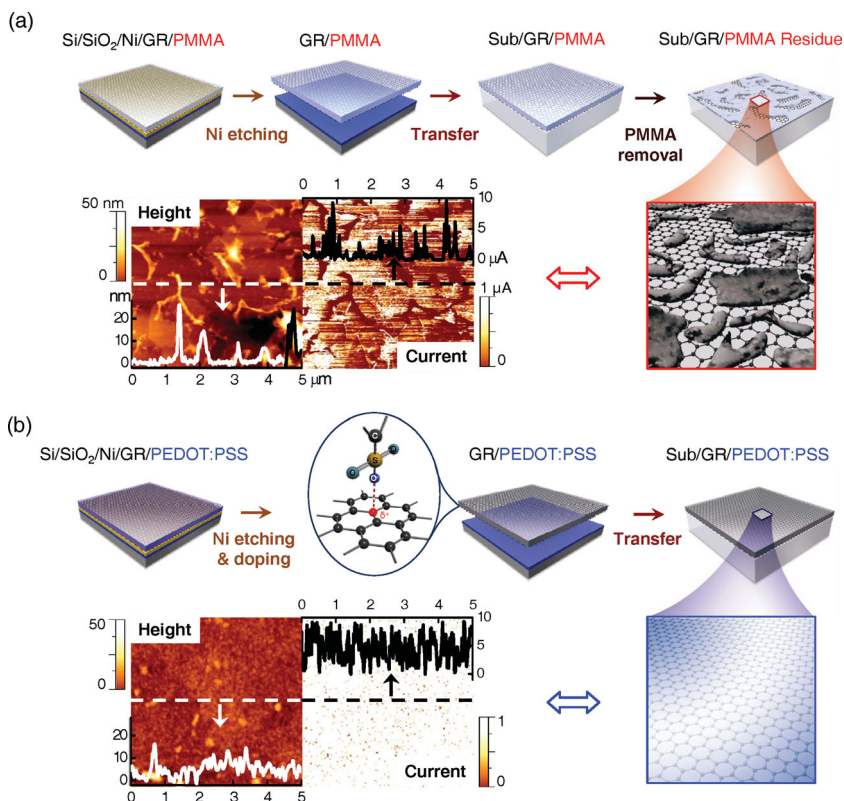 (a)
Si/SiO2/Ni/GR/PMMA
GR/PMMA
Sub/GR/PMMA
Sub/GR/PMMA Residue
Ni etching
Transfer
PMMA
removal
0 1 2 3 4 5
50 nm
0
Height
10
5
0 µA
1 µA
0
nm
20
10
0
Current
0 1 2 3 4 5 µm
(b)
Si/SiO2/Ni/GR/PEDOT:PSS
GR/PEDOT:PSS
Sub/GR/PEDOT:PSS
C
S
O
δ+
Ni etching
& doping
Transfer
0 1 2 3 4 5
50
0
Height
10
5
0
1
0
20
10
0
Current
0 1 2 3 4 5